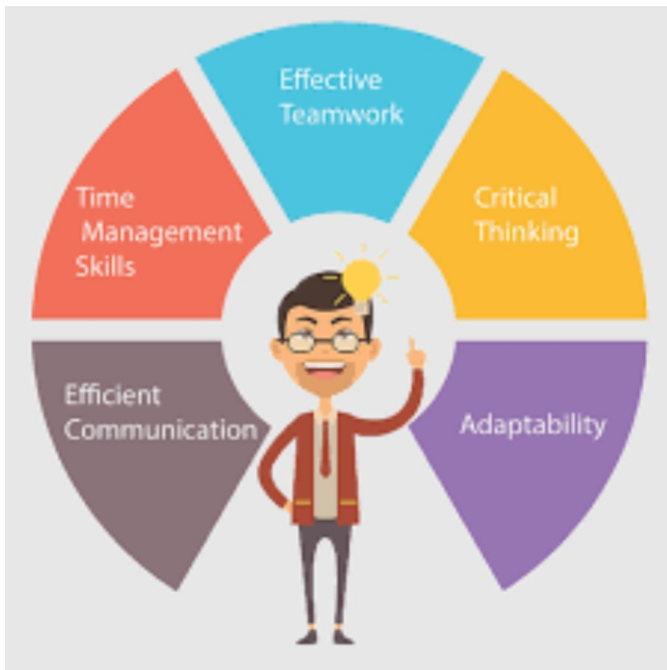 Effective
Teamwork
Time
Management
Skills
Critical
Thinking
Efficient
Communication
Adaptability